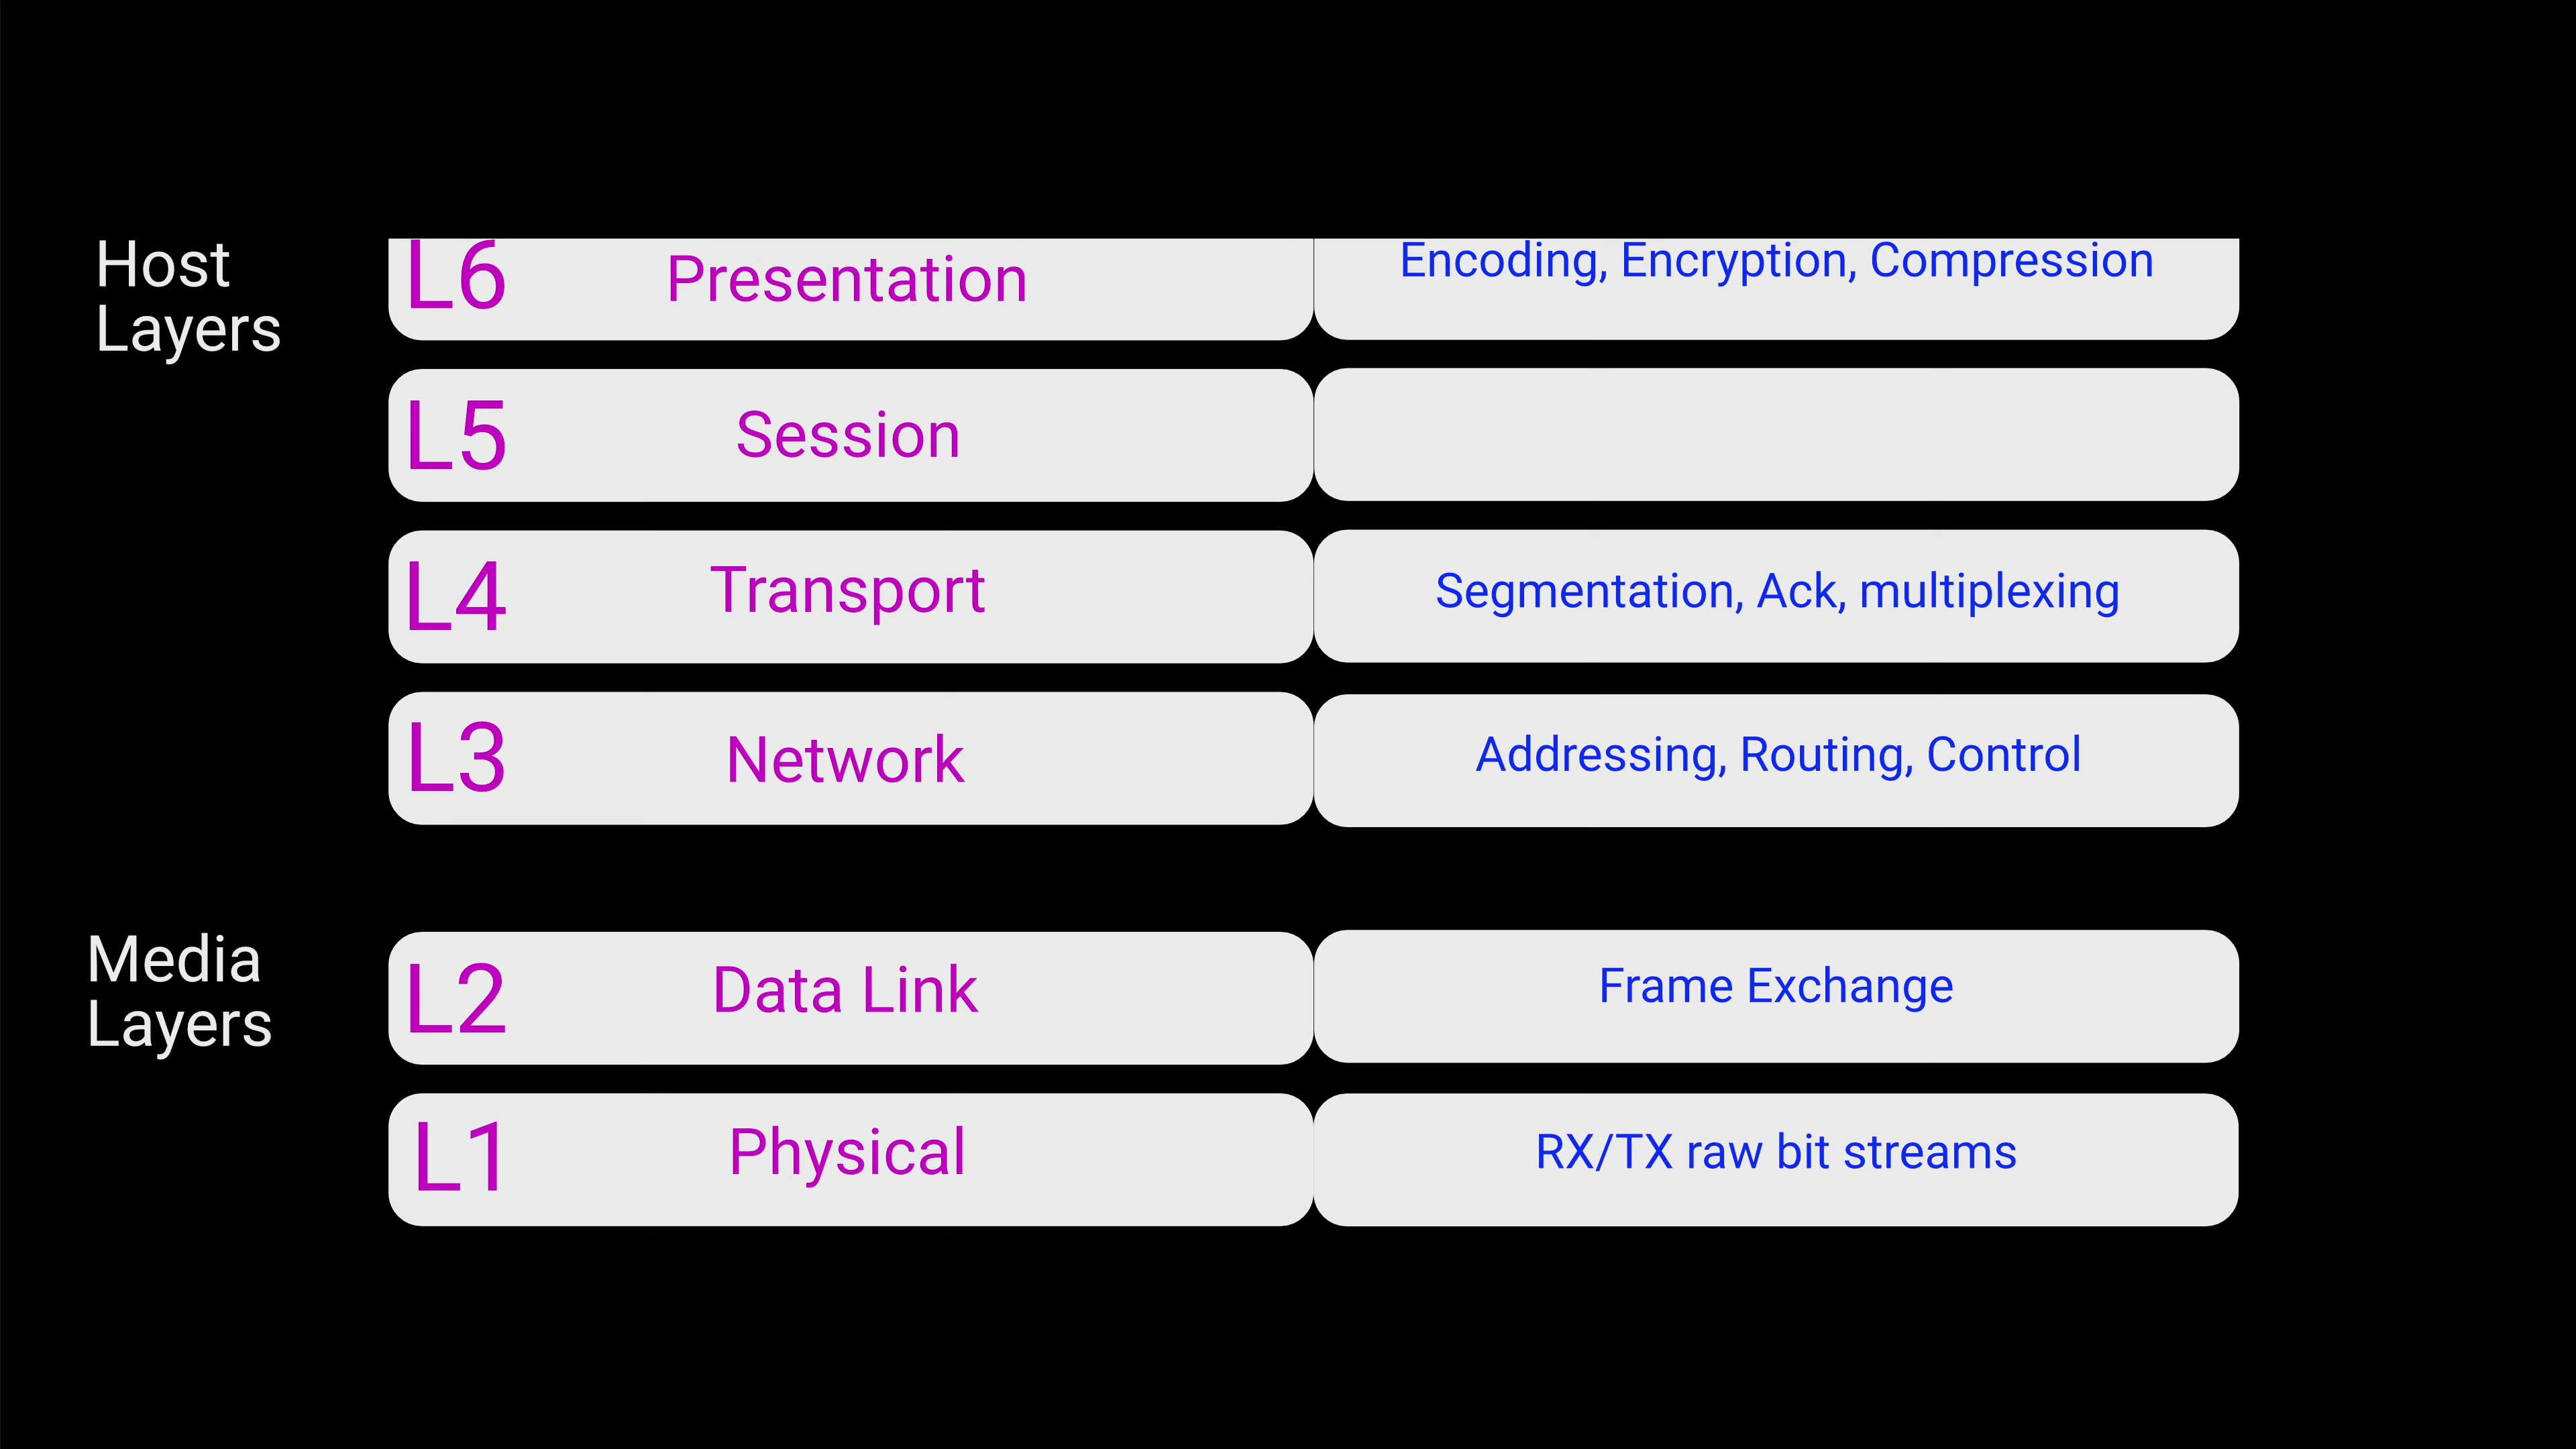 Host
Layers
L6 Presentation Encoding, Encryption, Compression
L5 Session
L4 Transport Segmentation, Ack, multiplexing
L3 Network Addressing, Routing, Control
Media
Layers
L2 Data Link Frame Exchange
L1 Physical RX/TX raw bit streams